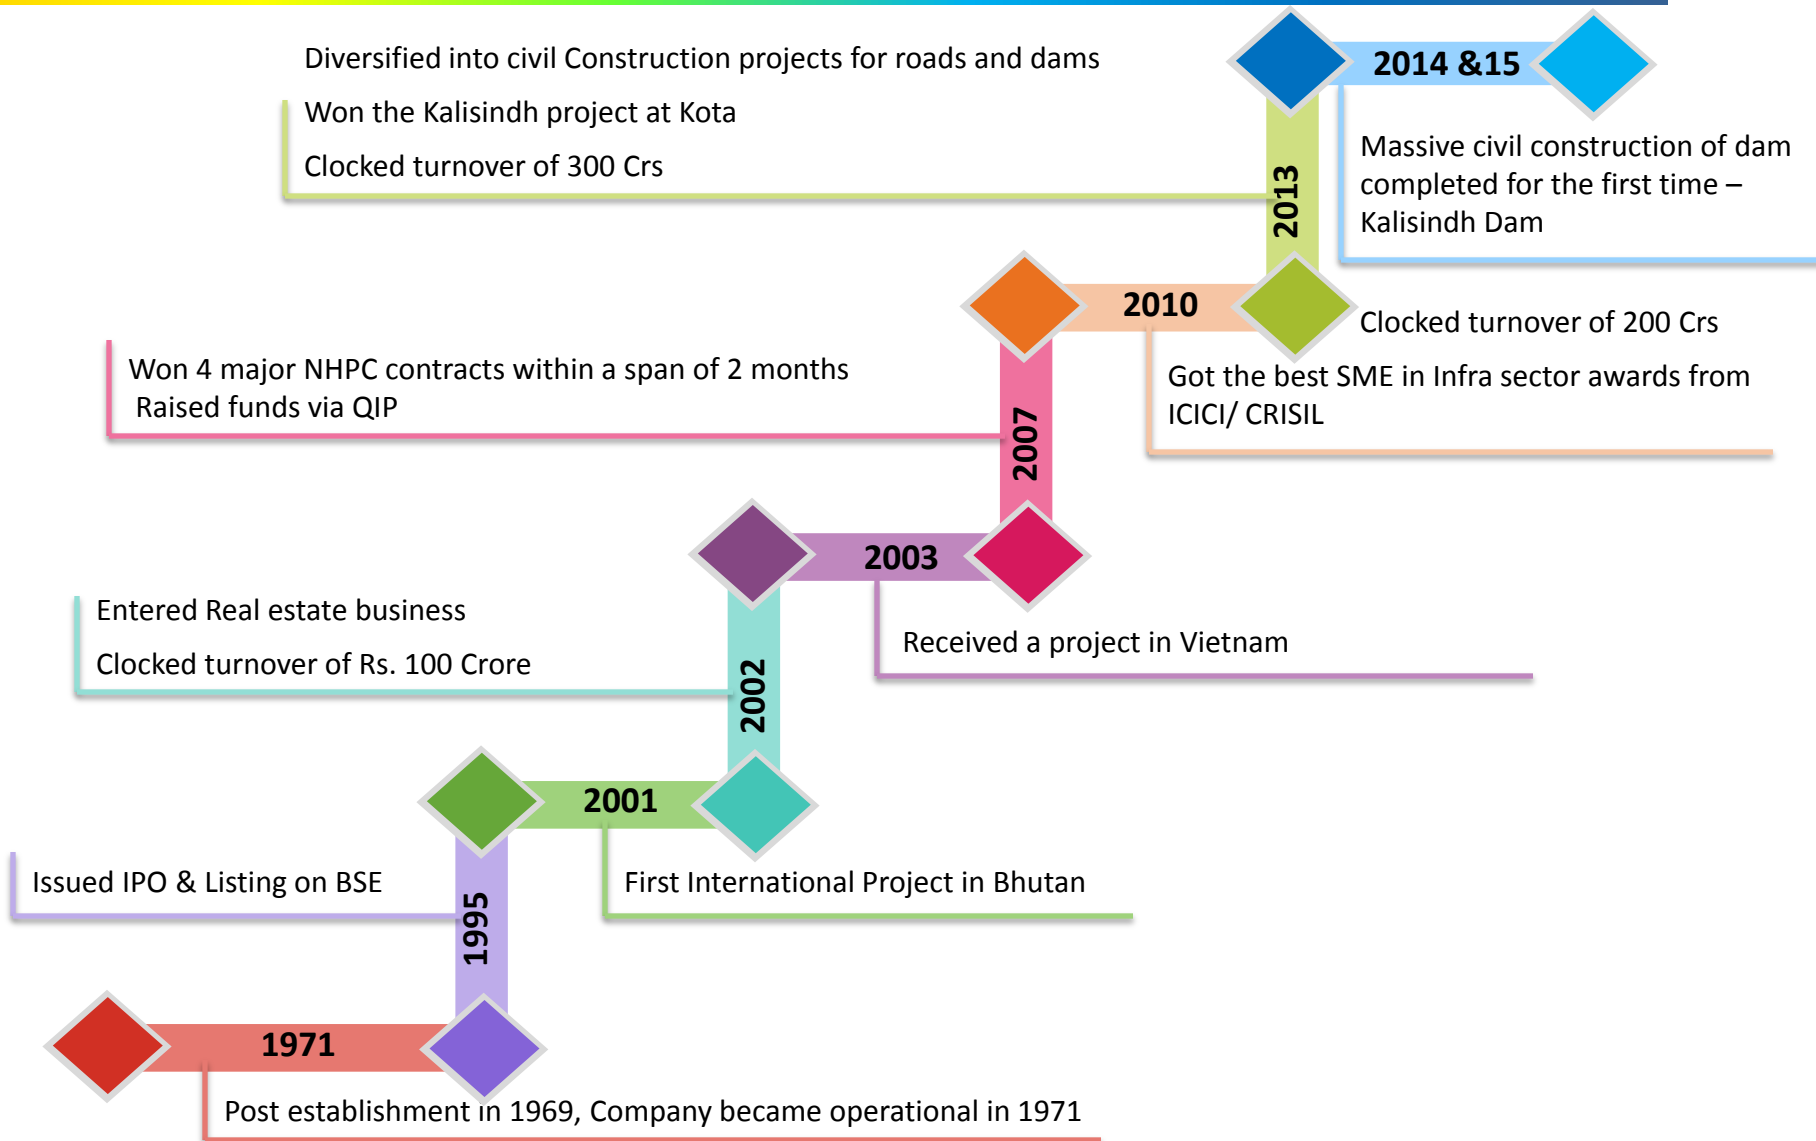 Diversified into civil Construction projects for roads and dams
Won the Kalisindh project at Kota
Clocked turnover of 300 Crs
2013
2014 &15
Massive civil construction of dam
completed for the first time –
Kalisindh Dam
2010
Clocked turnover of 200 Crs
Got the best SME in Infra sector awards from
ICICI/ CRISIL
Won 4 major NHPC contracts within a span of 2 months
Raised funds via QIP
2007
2003
Received a project in Vietnam
Entered Real estate business
Clocked turnover of Rs. 100 Crore
2002
2001
First International Project in Bhutan
Issued IPO & Listing on BSE
1995
1971
Post establishment in 1969, Company became operational in 1971